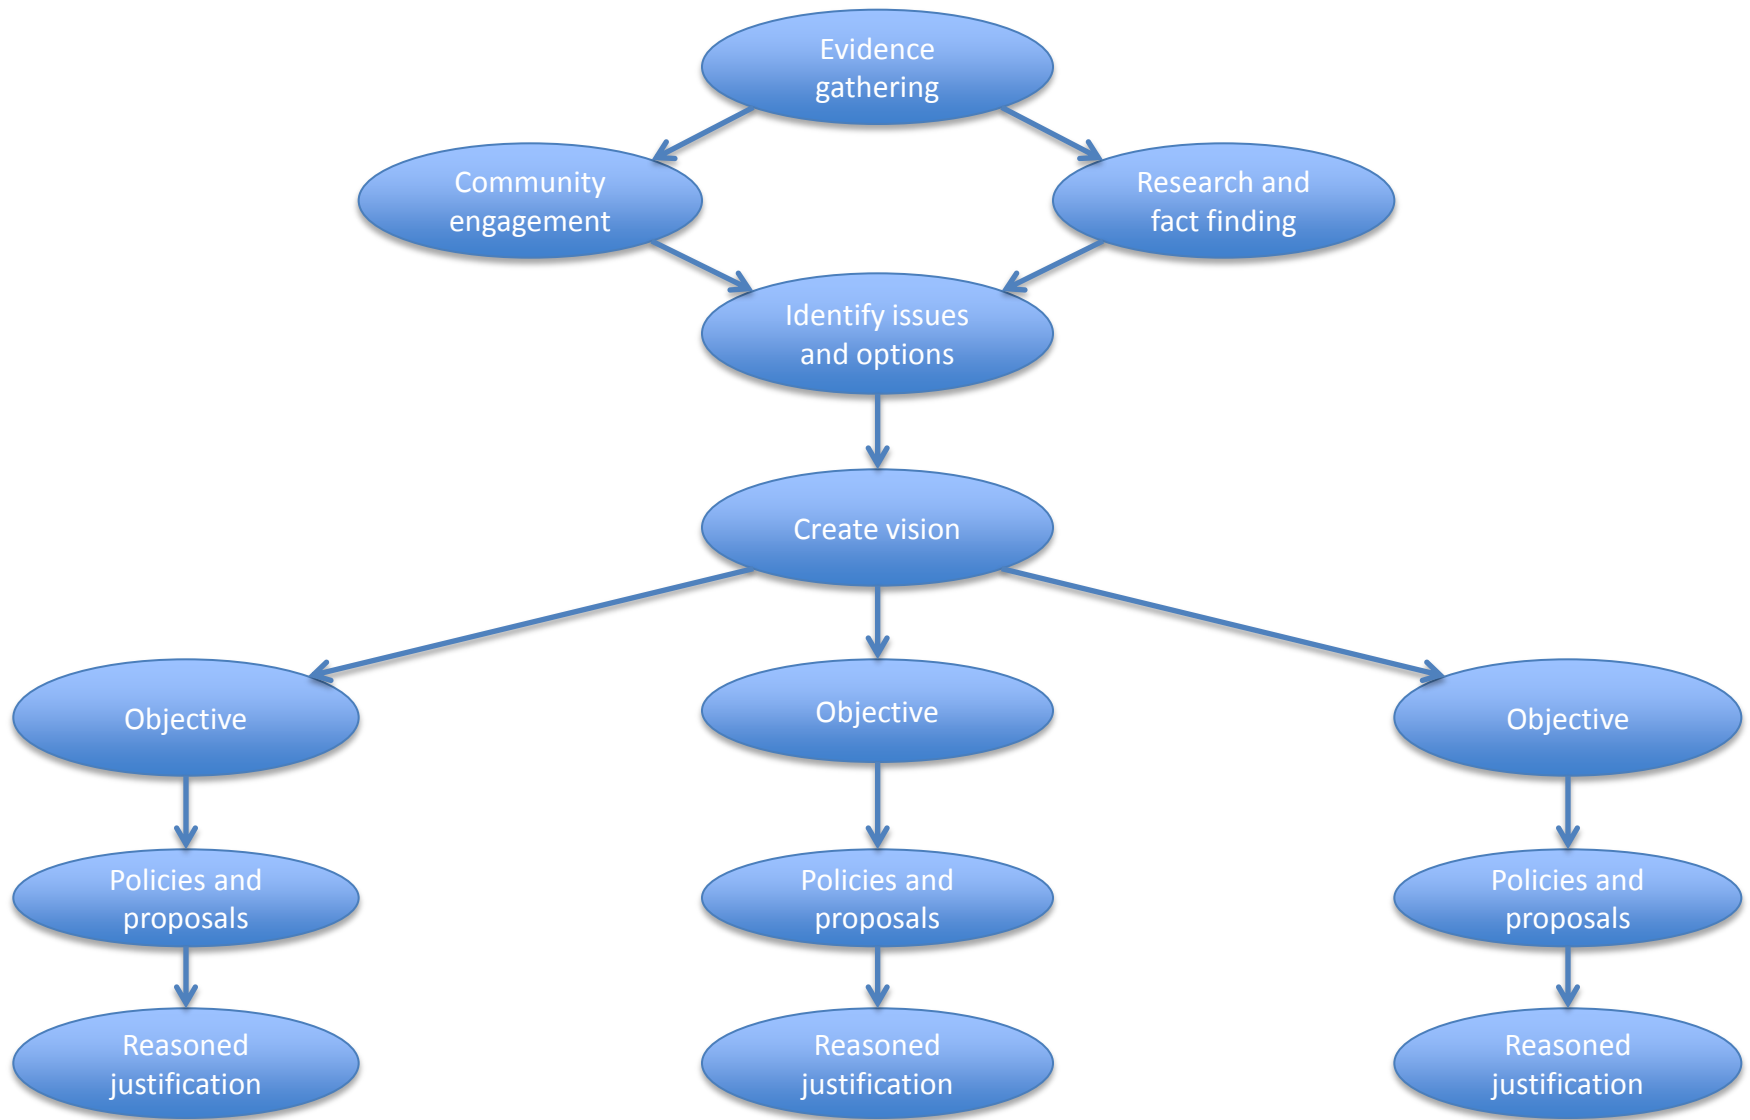 Evidence
gathering
Community
engagement
Research and
fact finding
Identify issues
and options
Create vision
Objective
Objective
Objective
Policies and
proposals
Policies and
proposals
Policies and
proposals
Reasoned
justification
Reasoned
justification
Reasoned
justification